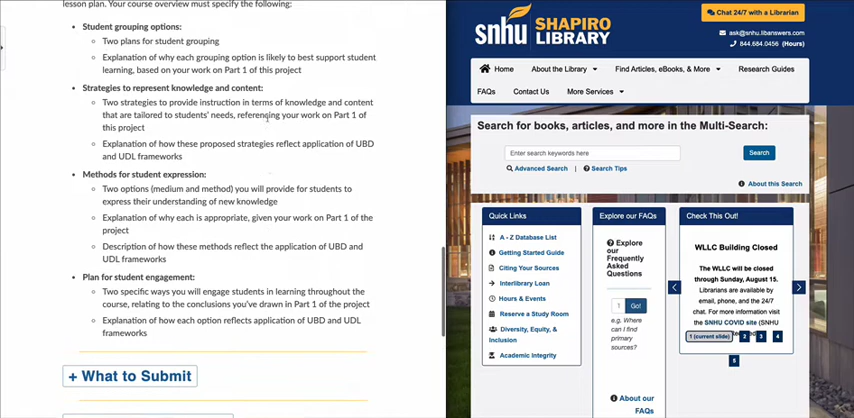 lesson plan. Your course overview must specify the following:
Student grouping options:
Two plans for student grouping
Explanation of why each grouping option is likely to best support student
learning, based on your work on Part 1 of this project
Strategies to represent knowledge and content:
Two strategies to provide instruction in terms of knowledge and content
that are tailored to students' needs, referencing your work on Part 1 of
this project
Explanation of how these proposed strategies reflect application of UBD
and UDL frameworks
Methods for student expression:
Two options (medium and method) you will provide for students to
express their understanding of new knowledge
Explanation of why each is appropriate, given your work on Part 1 of the
project
Description of how these methods reflect the application of UBD and
UDL frameworks
Plan for student engagement:
Two specific ways you will engage students in learning throughout the
course, relating to the conclusions you've drawn in Part 1 of the project
Explanation of how each option reflects application of UBD and UDL
frameworks
+ What to Submit
snhu SHAPIRO
LIBRARY
Chat 24/7 with a Librarian
ask@snhu.libanswers.com
844.684.0456 (Hours)
Home About the Library Find Articles, eBooks, & More Research Guides
FAQs Contact Us More Services
Search for books, articles, and more in the Multi-Search:
Enter search keywords here Search
Advanced Search | Search Tips
About this Search
Quick Links
A - Z Database List
Getting Started Guide
Citing Your Sources
Interlibrary Loan
Hours & Events
Reserve a Study Room
Diversity, Equity, &
Inclusion
Academic Integrity
Explore our FAQs
Explore
our
Frequently
Asked
Questions
Go!
e.g. Where
can I find
primary
sources?
About our
FAQs
Check This Out!
WLLC Building Closed
The WLLC will be closed
through Sunday, August 15.
Librarians are available by
email, phone, and the 24/7
chat. For more information visit
the SNHU COVID site (SNHU
1 (current slide) 2 3 4
5